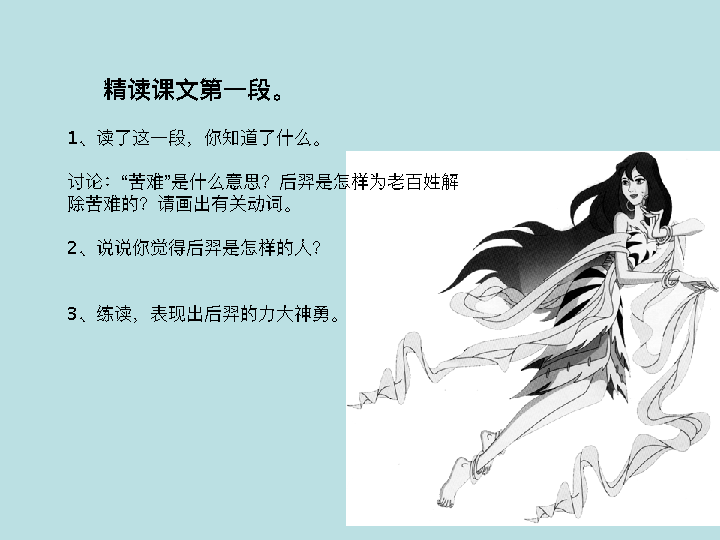 精读课文第一段。
1、读了这一段，你知道了什么。
讨论：“苦难”是什么意思？后羿是怎样为老百姓解
除苦难的？请画出有关动词。
2、说说你觉得后羿是怎样的人？
3、练读，表现出后羿的力大神勇。